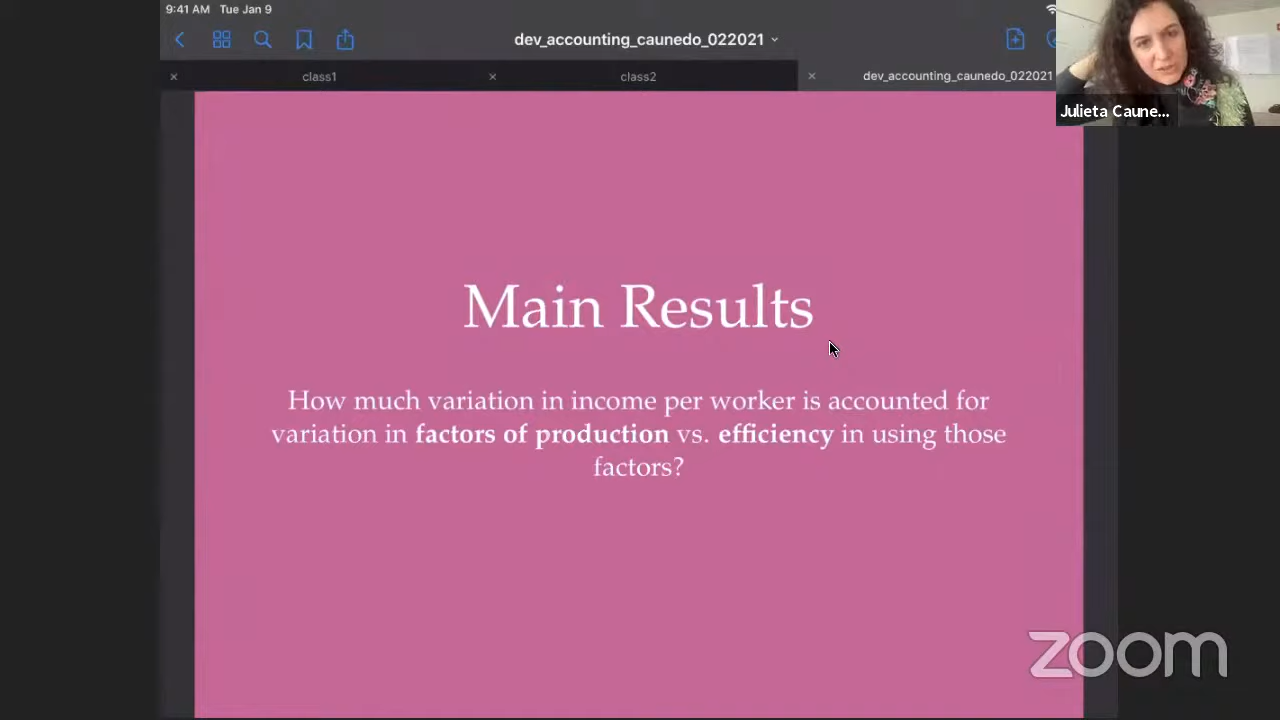 9:41 AM Tue Jan 9
dev_accounting_caunedo_022021
class1
class2
dev_accounting_caunedo_022021
Julieta Caune...
Main Results
How much variation in income per worker is accounted for
variation in factors of production vs. efficiency in using those
factors?
zoom